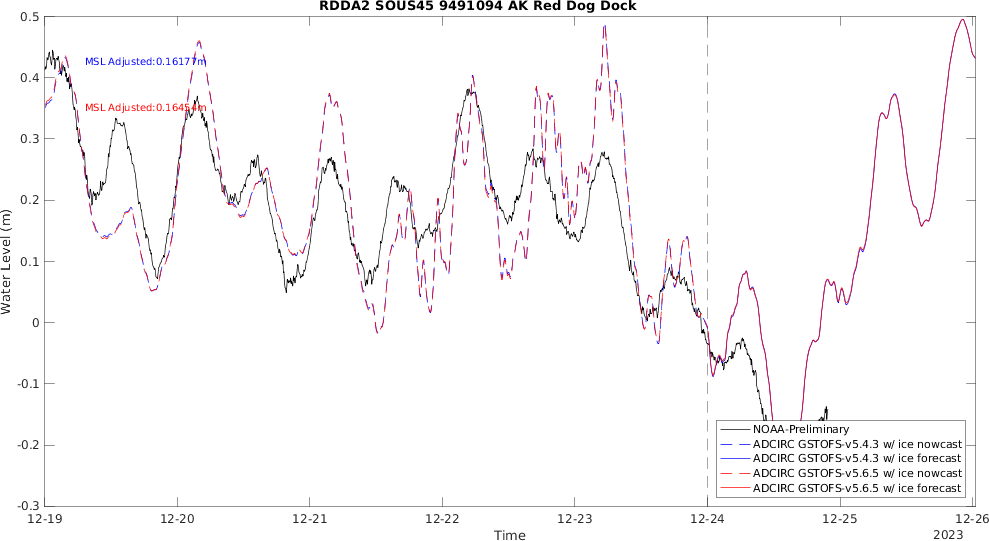 RDDA2 SOUS45 9491094 AK Red Dog Dock
0.5
0.4
0.3
0.2
0.1
0
-0.1
-0.2
-0.3
Water Level (m)
MSL Adjusted:0.16177m
MSL Adjusted:0.16454m
NOAA-Preliminary
ADCIRC GSTOFS-v5.4.3 w/ ice nowcast
ADCIRC GSTOFS-v5.4.3 w/ ice forecast
ADCIRC GSTOFS-v5.6.5 w/ ice nowcast
ADCIRC GSTOFS-v5.6.5 w/ ice forecast
12-19 12-20 12-21 12-22 12-23 12-24 12-25 12-26
Time
2023